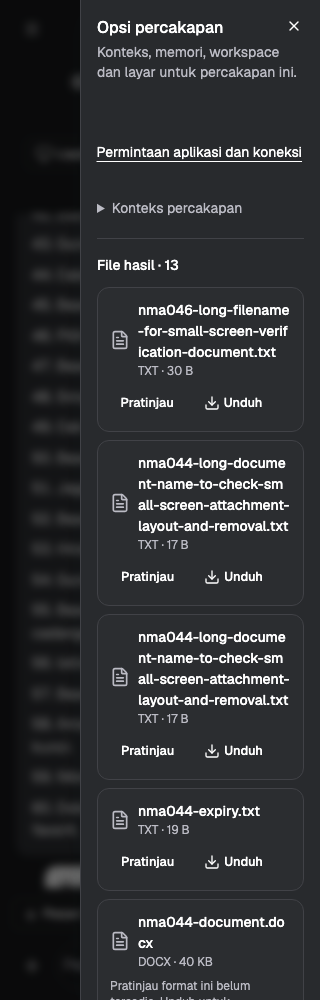 Opsi percakapan
Konteks, memori, workspace
dan layar untuk percakapan ini.
Permintaan aplikasi dan koneksi
Konteks percakapan
File hasil · 13
nma046-long-filename
-for-small-screen-verif
ication-document.txt
TXT · 30 B
Pratinjau Unduh
nma044-long-docume
nt-name-to-check-sm
all-screen-attachment-
layout-and-removal.txt
TXT · 17 B
Pratinjau Unduh
nma044-long-docume
nt-name-to-check-sm
all-screen-attachment-
layout-and-removal.txt
TXT · 17 B
Pratinjau Unduh
nma044-expiry.txt
TXT · 19 B
Pratinjau Unduh
nma044-document.do
cx
DOCX · 40 KB
Pratinjau format ini belum